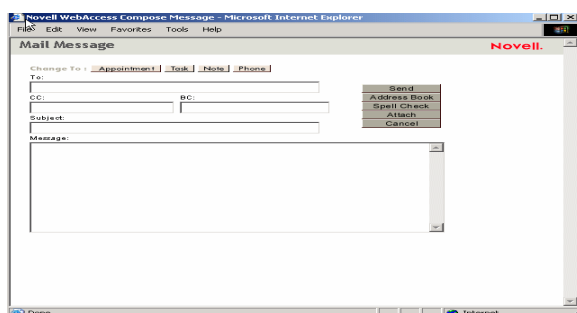 Novell WebAccess Compose Message - Microsoft Internet Explorer
File Edit View Favorites Tools Help
Mail Message
Novell.
Change To : Appointment Task Note Phone
To:
Send
CC: BC: Address Book
Spell Check
Subject: Attach
Cancel
Message:
Done Internet